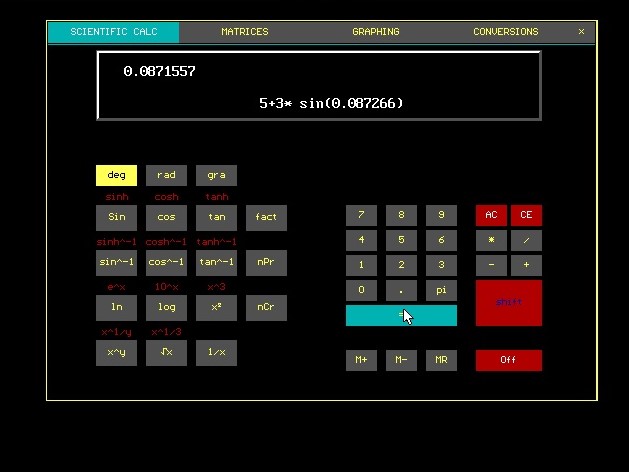 SCIENTIFIC CALC MATRICES GRAPHING CONVERSIONS ×
0.0871557
5+3* sin(0.087266)
deg rad gra
sinh cosh tanh
Sin cos tan fact
sinh^-1 cosh^-1 tanh^-1
sin^-1 cos^-1 tan^-1 nPr
e^x 10^x x^3
ln log x² nCr
x^1/y x^1/3
x^y √x 1/x
7 8 9 AC CE
4 5 6 * /
1 2 3 - +
0 . pi shift
=
M+ M- MR Off